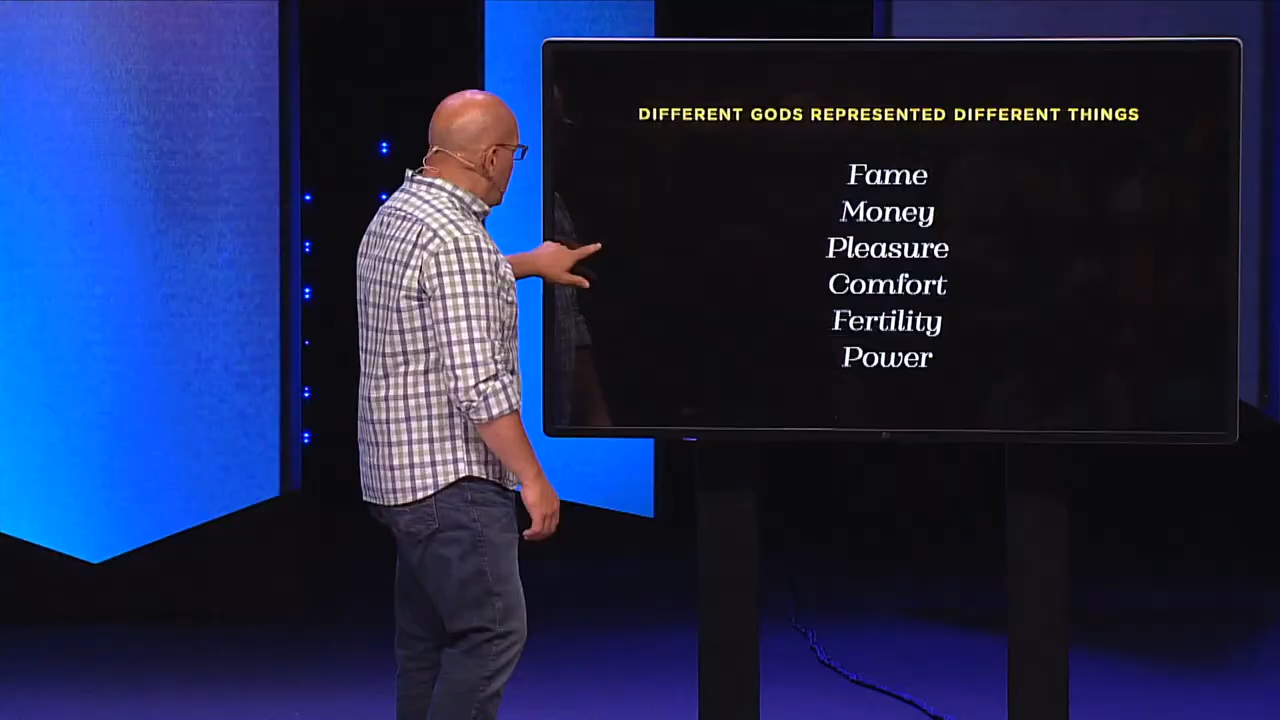 DIFFERENT GODS REPRESENTED DIFFERENT THINGS
Fame
Money
Pleasure
Comfort
Fertility
Power